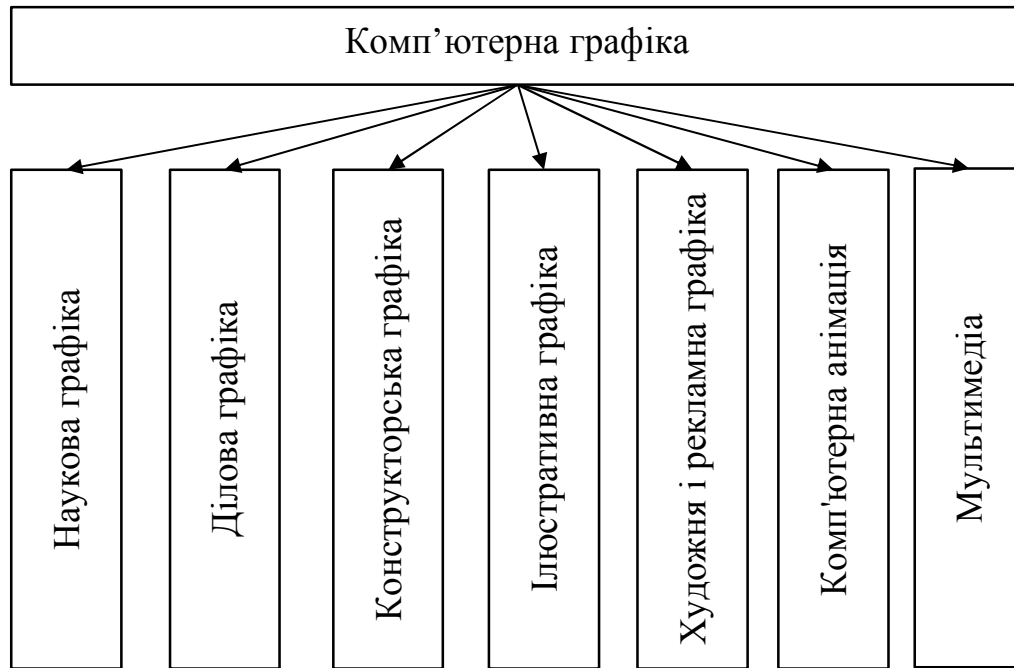 Комп’ютерна графіка
Наукова графіка
Ділова графіка
Конструкторська графіка
Ілюстративна графіка
Художня і рекламна графіка
Комп'ютерна анімація
Мультимедіа